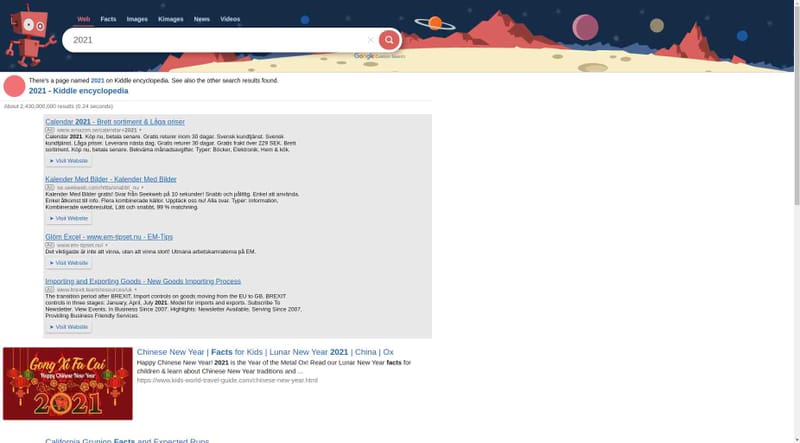 Web Facts Images Kimages News Videos
2021
Google Custom Search
There's a page named 2021 on Kiddle encyclopedia. See also the other search results found.
2021 - Kiddle encyclopedia
About 2,430,000,000 results (0.24 seconds)
Calendar 2021 - Brett sortiment & Låga priser
Ad www.amazon.se/calendar+2021
Calendar 2021. Köp nu, betala senare. Gratis returer inom 30 dagar. Svensk kundtjänst. Svensk
kundtjänst. Låga priser. Leverans nästa dag. Gratis returer 30 dagar. Gratis frakt över 229 SEK. Brett
sortiment. Köp nu, betala senare. Bekväma månadsavgifter. Typer: Böcker, Elektronik, Hem & kök.
➤ Visit Website
Kalender Med Bilder - Kalender Med Bilder
Ad se.seekweb.com/hitta/snabbt_nu
Kalender Med Bilder gratis! Svar från Seekweb på 10 sekunder! Snabb och pålitlig. Enkel att använda.
Enkel åtkomst till info. Flera kombinerade källor. Upptäck oss nu! Alla svar. Typer: Information,
Kombinerade webbresultat, Lätt och snabbt, 99 % matchning.
➤ Visit Website
Glöm Excel - www.em-tipset.nu - EM-Tips
Ad www.em-tipset.nu/
Det viktigaste är inte att vinna, utan att vinna stort! Utmana arbetskamraterna på EM.
➤ Visit Website
Importing and Exporting Goods - New Goods Importing Process
Ad www.brexit.team/resources/uk
The transition period after BREXIT. Import controls on goods moving from the EU to GB. BREXIT
controls in three stages: January, April, July 2021. Model for imports and exports. Subscribe To
Newsletter. View Events. In Business Since 2007. Highlights: Newsletter Available, Serving Since 2007,
Providing Business Friendly Services.
➤ Visit Website
Gong Xi Fa Cai
Happy Chinese New Year
2021
Chinese New Year | Facts for Kids | Lunar New Year 2021 | China | Ox
Happy Chinese New Year! 2021 is the Year of the Metal Ox! Read our Lunar New Year facts for
children & learn about Chinese New Year traditions and ...
https://www.kids-world-travel-guide.com/chinese-new-year.html
California Grunion Facts and Expected Runs